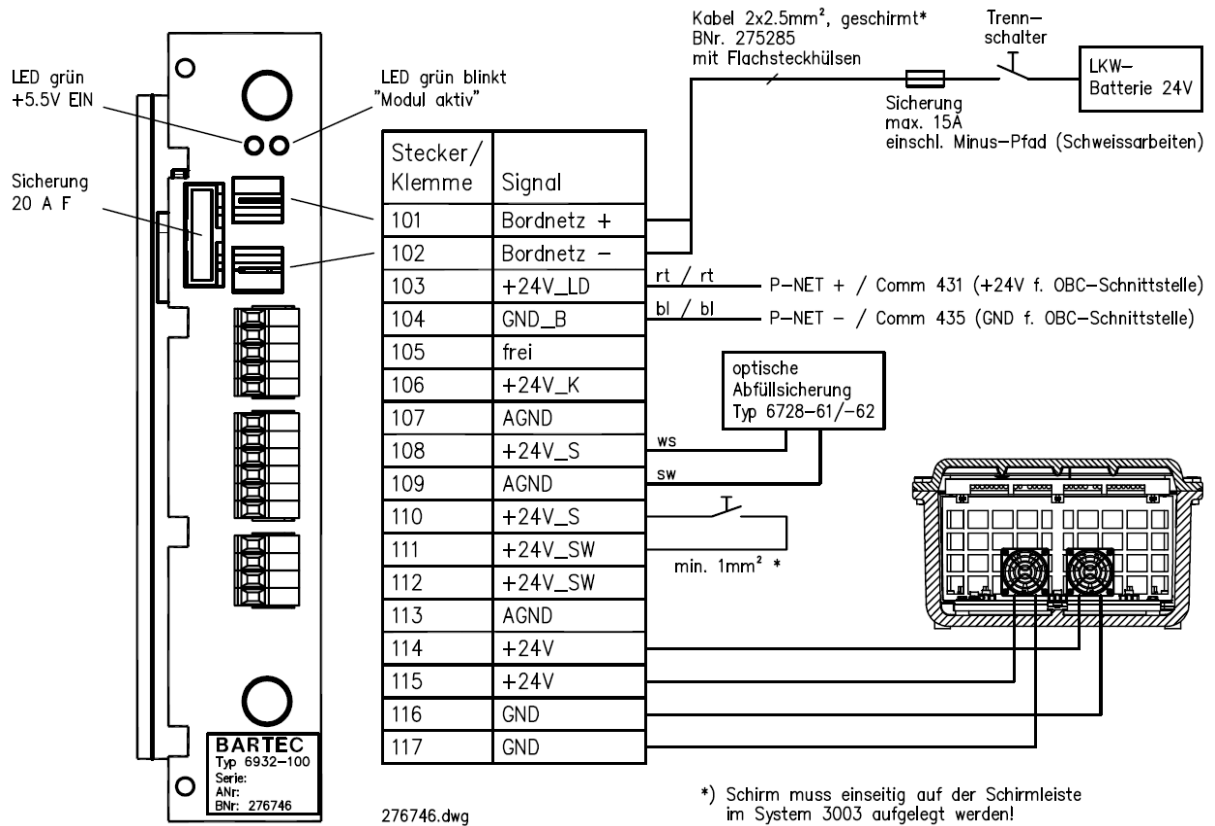 LED grün
+5.5V EIN
LED grün blinkt
"Modul aktiv"
Sicherung
20 A F
Kabel 2x2.5mm², geschirmt*
BNr. 275285
mit Flachsteckhülsen
Trenn-
schalter
LKW-
Batterie 24V
Sicherung
max. 15A
einschl. Minus-Pfad (Schweissarbeiten)
Stecker/
Klemme Signal
101 Bordnetz +
102 Bordnetz -
103 +24V_LD rt / rt P-NET + / Comm 431 (+24V f. OBC-Schnittstelle)
104 GND_B bl / bl P-NET - / Comm 435 (GND f. OBC-Schnittstelle)
105 frei
106 +24V_K
107 AGND
108 +24V_S ws
109 AGND sw
110 +24V_S
111 +24V_SW
112 +24V_SW
113 AGND
114 +24V
115 +24V
116 GND
117 GND
optische
Abfüllsicherung
Typ 6728-61/-62
min. 1mm² *
BARTEC
Typ 6932-100
Serie:
ANr:
BNr: 276746
276746.dwg
*) Schirm muss einseitig auf der Schirmleiste
im System 3003 aufgelegt werden!